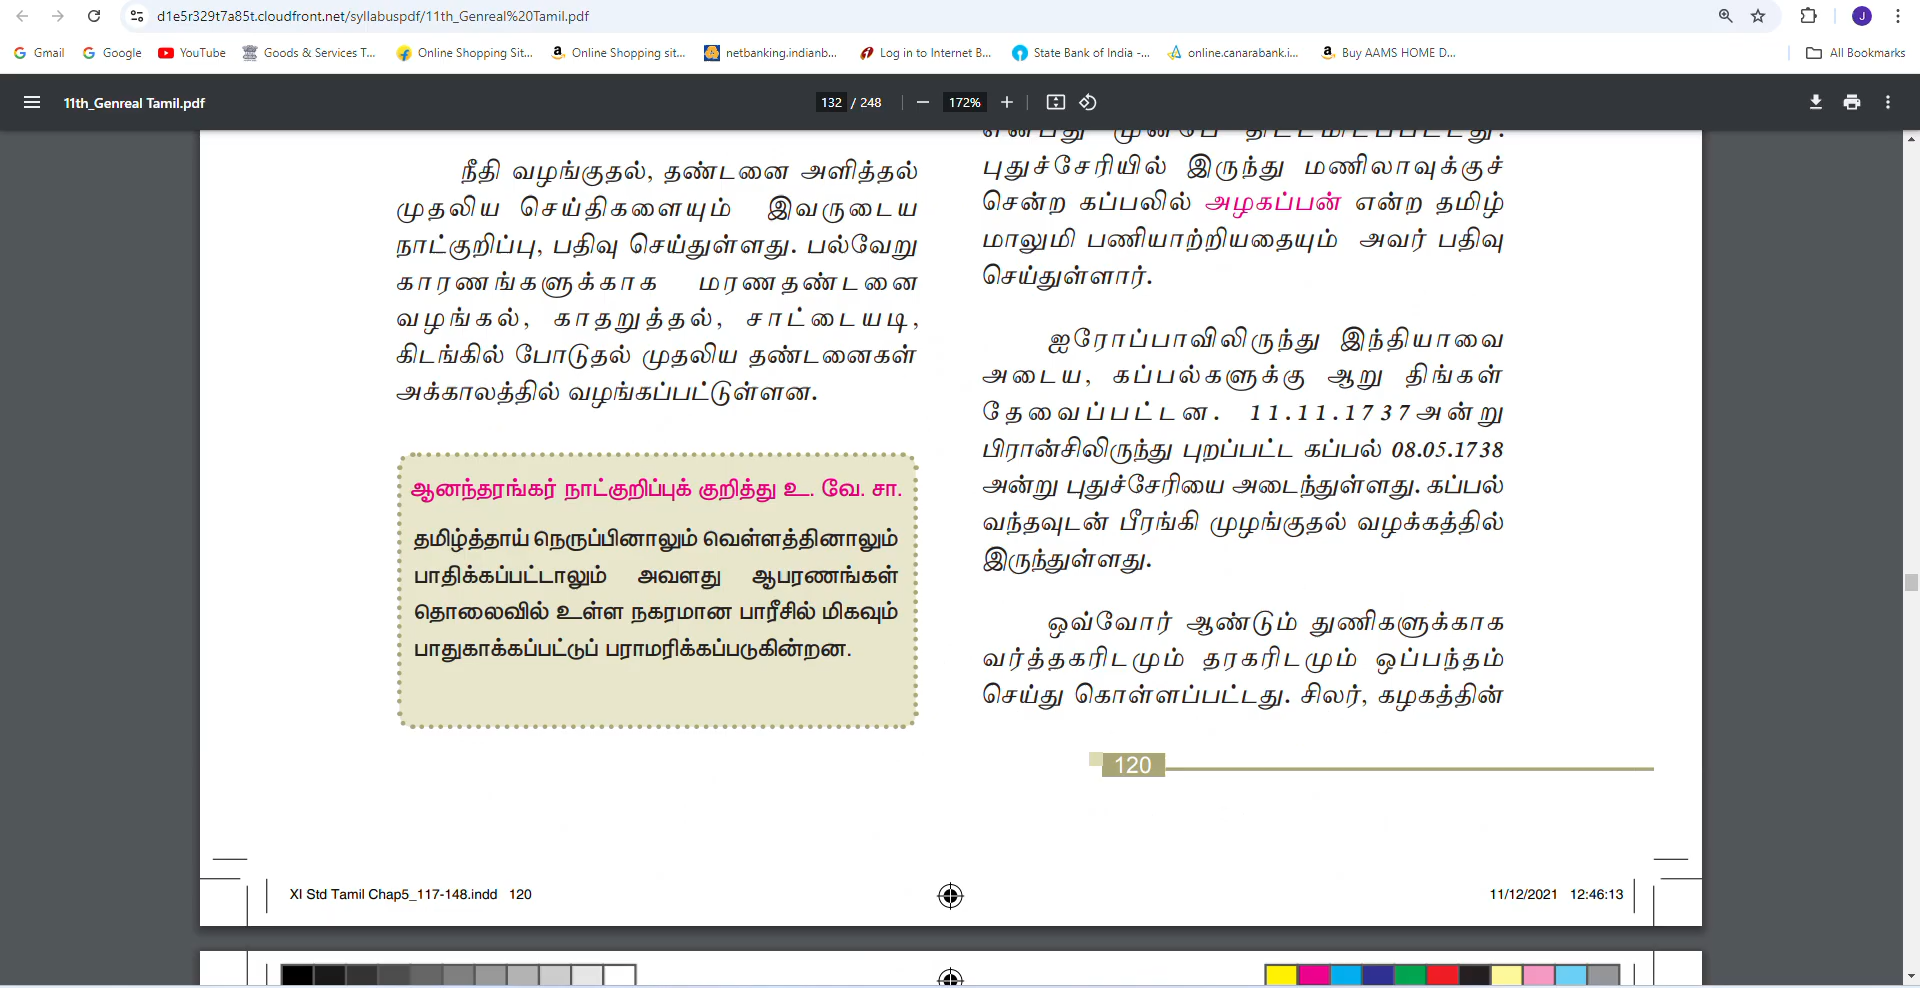 d1e5r329t7a85t.cloudfront.net/syllabuspdf/11th_Genreal%20Tamil.pdf
J
Gmail
Google
YouTube
Goods & Services T...
Online Shopping Sit...
Online Shopping sit...
netbanking.indianb...
Log in to Internet B...
State Bank of India -...
online.canarabank.i...
Buy AAMS HOME D...
All Bookmarks
11th_Genreal Tamil.pdf
132 / 248
172%
நீதி வழங்குதல், தண்டனை அளித்தல்
முதலிய செய்திகளையும் இவருடைய
நாட்குறிப்பு, பதிவு செய்துள்ளது. பல்வேறு
காரணங்களுக்காக மரணதண்டனை
வழங்கல், காதறுத்தல், சாட்டையடி,
கிடங்கில் போடுதல் முதலிய தண்டனைகள்
அக்காலத்தில் வழங்கப்பட்டுள்ளன.
ஆனந்தரங்கர் நாட்குறிப்புக் குறித்து உ. வே. சா.
தமிழ்த்தாய் நெருப்பினாலும் வெள்ளத்தினாலும்
பாதிக்கப்பட்டாலும் அவளது ஆபரணங்கள்
தொலைவில் உள்ள நகரமான பாரீசில் மிகவும்
பாதுகாக்கப்பட்டுப் பராமரிக்கப்படுகின்றன.
என்பது முன்பே திட்டமிடப்பட்டது.
புதுச்சேரியில் இருந்து மணிலாவுக்குச்
சென்ற கப்பலில் அழகப்பன் என்ற தமிழ்
மாலுமி பணியாற்றியதையும் அவர் பதிவு
செய்துள்ளார்.
ஐரோப்பாவிலிருந்து இந்தியாவை
அடைய, கப்பல்களுக்கு ஆறு திங்கள்
தேவைப்பட்டன. 11.11.1737அன்று
பிரான்சிலிருந்து புறப்பட்ட கப்பல் 08.05.1738
அன்று புதுச்சேரியை அடைந்துள்ளது. கப்பல்
வந்தவுடன் பீரங்கி முழங்குதல் வழக்கத்தில்
இருந்துள்ளது.
ஒவ்வோர் ஆண்டும் துணிகளுக்காக
வர்த்தகரிடமும் தரகரிடமும் ஒப்பந்தம்
செய்து கொள்ளப்பட்டது. சிலர், கழகத்தின்
120
XI Std Tamil Chap5_117-148.indd 120
11/12/2021 12:46:13